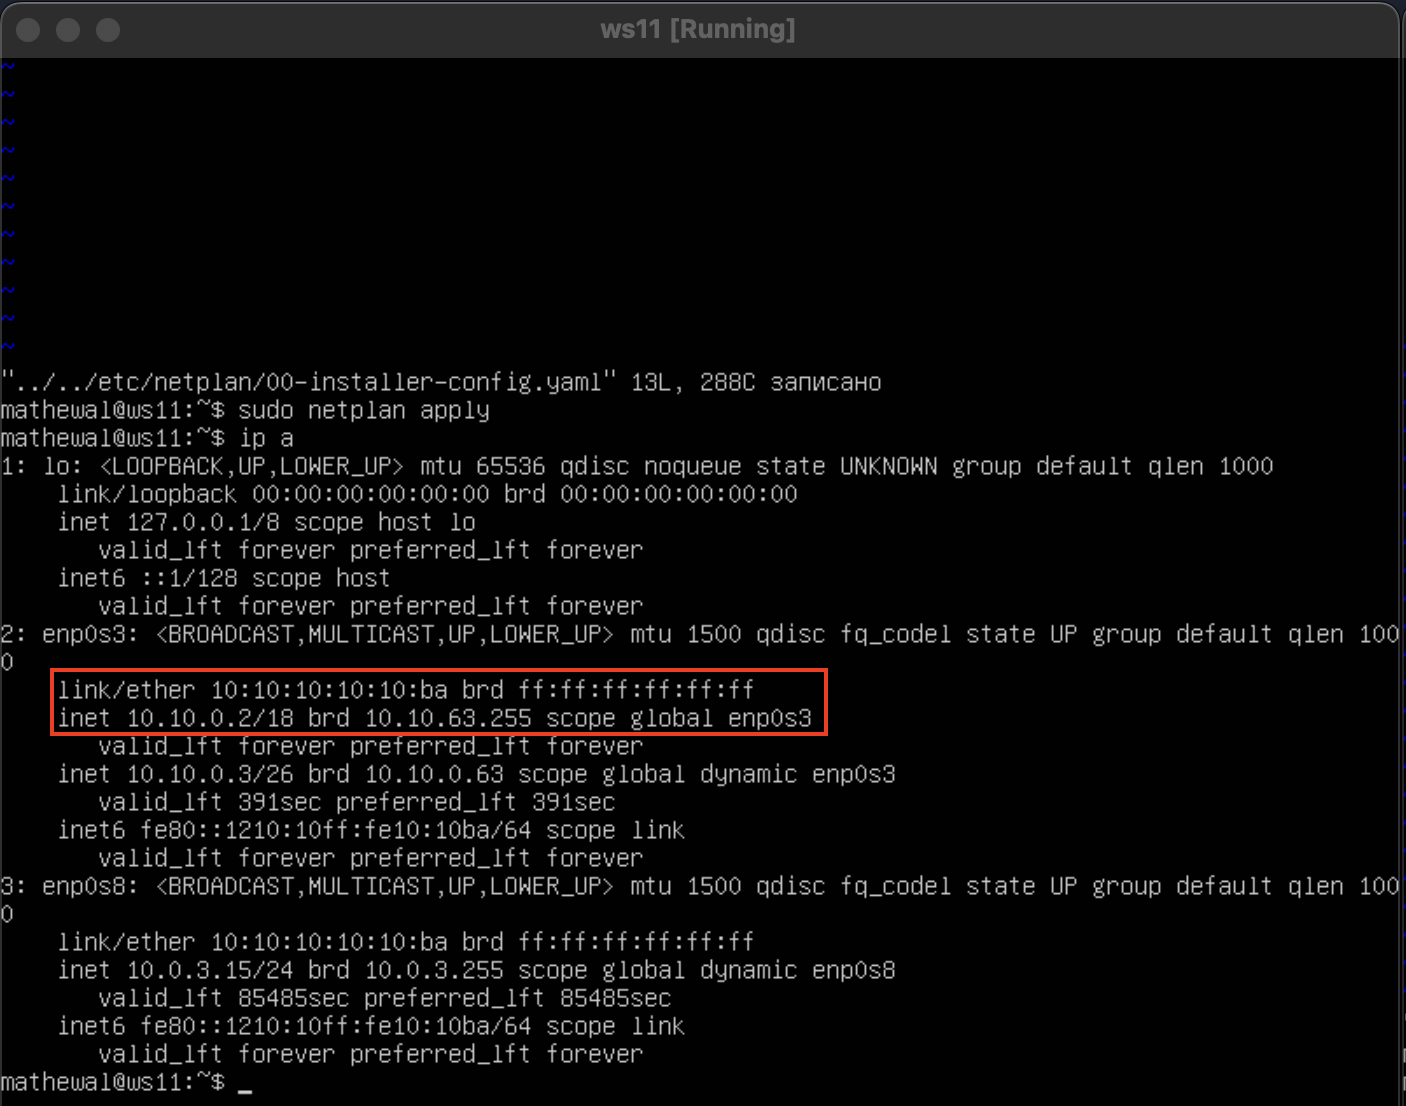 ws11 [Running]
~
~
~
~
~
~
~
~
~
~
~
"../../etc/netplan/00-installer-config.yaml" 13L, 288C записано
mathewal@ws11:~$ sudo netplan apply
mathewal@ws11:~$ ip a
1: lo: <LOOPBACK,UP,LOWER_UP> mtu 65536 qdisc noqueue state UNKNOWN group default qlen 1000
    link/loopback 00:00:00:00:00:00 brd 00:00:00:00:00:00
    inet 127.0.0.1/8 scope host lo
       valid_lft forever preferred_lft forever
    inet6 ::1/128 scope host
       valid_lft forever preferred_lft forever
2: enp0s3: <BROADCAST,MULTICAST,UP,LOWER_UP> mtu 1500 qdisc fq_codel state UP group default qlen 100
0
    link/ether 10:10:10:10:10:ba brd ff:ff:ff:ff:ff:ff
    inet 10.10.0.2/18 brd 10.10.63.255 scope global enp0s3
       valid_lft forever preferred_lft forever
    inet 10.10.0.3/26 brd 10.10.0.63 scope global dynamic enp0s3
       valid_lft 391sec preferred_lft 391sec
    inet6 fe80::1210:10ff:fe10:10ba/64 scope link
       valid_lft forever preferred_lft forever
3: enp0s8: <BROADCAST,MULTICAST,UP,LOWER_UP> mtu 1500 qdisc fq_codel state UP group default qlen 100
0
    link/ether 10:10:10:10:10:ba brd ff:ff:ff:ff:ff:ff
    inet 10.0.3.15/24 brd 10.0.3.255 scope global dynamic enp0s8
       valid_lft 85485sec preferred_lft 85485sec
    inet6 fe80::1210:10ff:fe10:10ba/64 scope link
       valid_lft forever preferred_lft forever
mathewal@ws11:~$ _